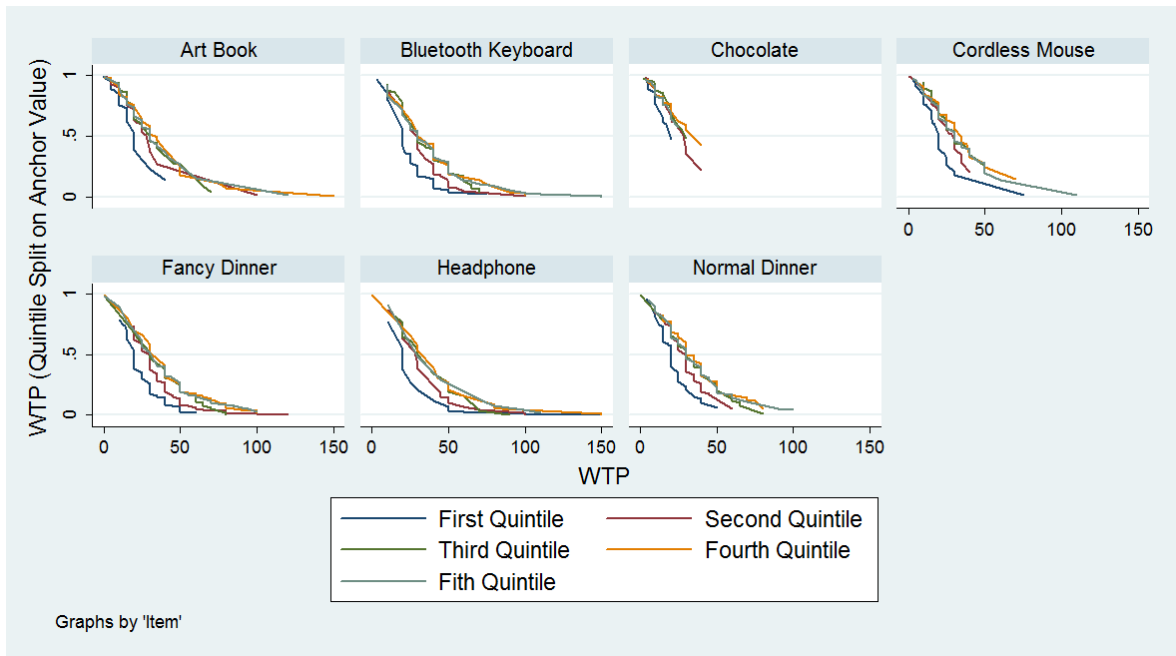 WTP (Quintile Split on Anchor Value)
Art Book
Bluetooth Keyboard
Chocolate
Cordless Mouse
1
.5
0
0 50 100 150
Fancy Dinner
Headphone
Normal Dinner
1
.5
0
0 50 100 150
0 50 100 150
0 50 100 150
WTP
First Quintile
Second Quintile
Third Quintile
Fourth Quintile
Fith Quintile
Graphs by 'Item'